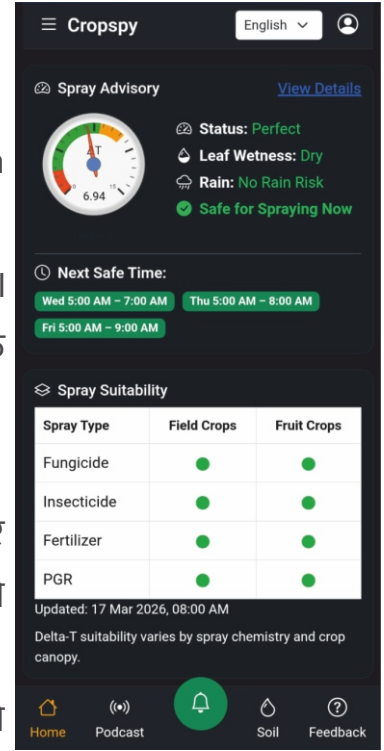 Cropspy
English
Spray Advisory
View Details
ΔT
6.94
Status: Perfect
Leaf Wetness: Dry
Rain: No Rain Risk
Safe for Spraying Now
Next Safe Time:
Wed 5:00 AM – 7:00 AM
Thu 5:00 AM – 8:00 AM
Fri 5:00 AM – 9:00 AM
Spray Suitability
Spray Type Field Crops Fruit Crops
Fungicide
Insecticide
Fertilizer
PGR
Updated: 17 Mar 2026, 08:00 AM
Delta-T suitability varies by spray chemistry and crop
canopy.
Home
Podcast
Soil
Feedback